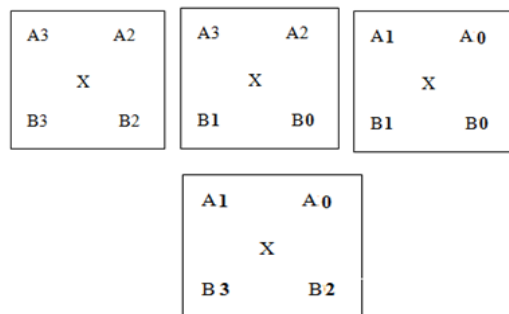 A3 A2 A3 A2 A1 A0
X X X
B3 B2 B1 B0 B1 B0
A1 A0
X
B3 B2